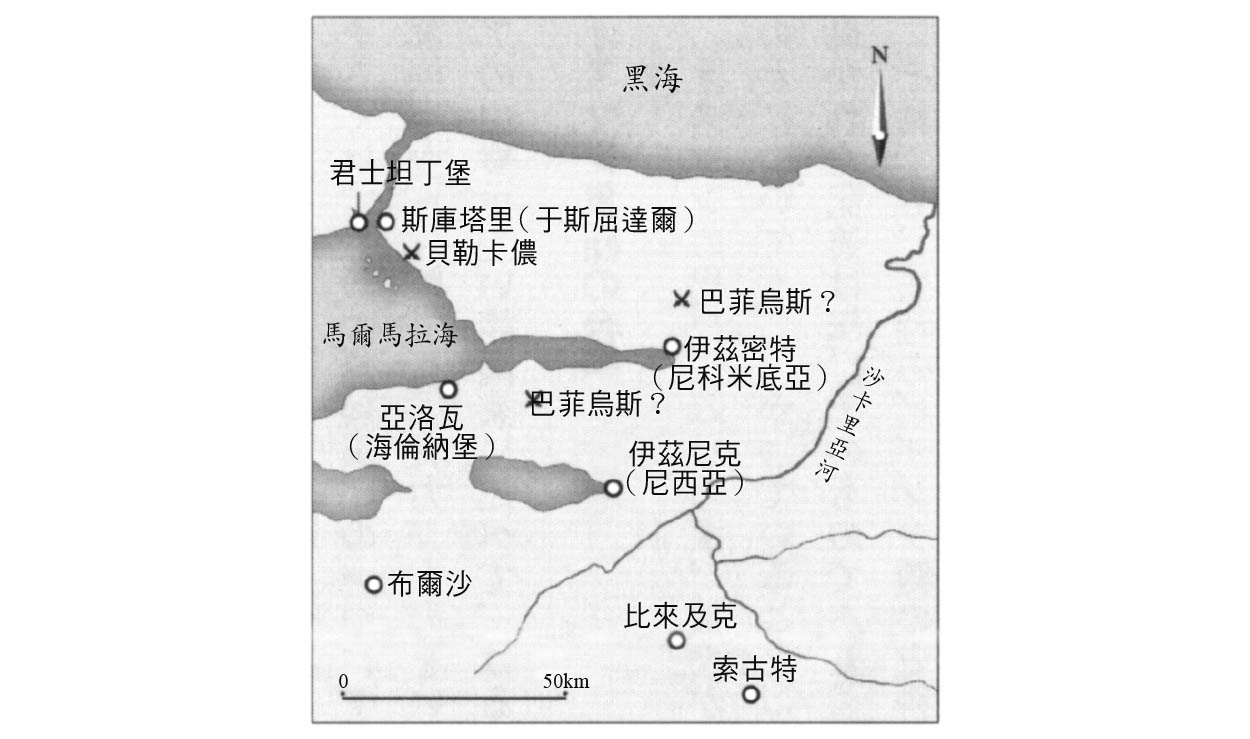 N
黑海
君士坦丁堡
斯庫塔里（于斯屈達爾）
貝勒卡儂
巴菲烏斯？
馬爾馬拉海
伊茲密特
（尼科米底亞）
沙卡里亞河
巴菲烏斯？
亞洛瓦
（海倫納堡）
伊茲尼克
（尼西亞）
布爾沙
比來及克
索古特
0
50km